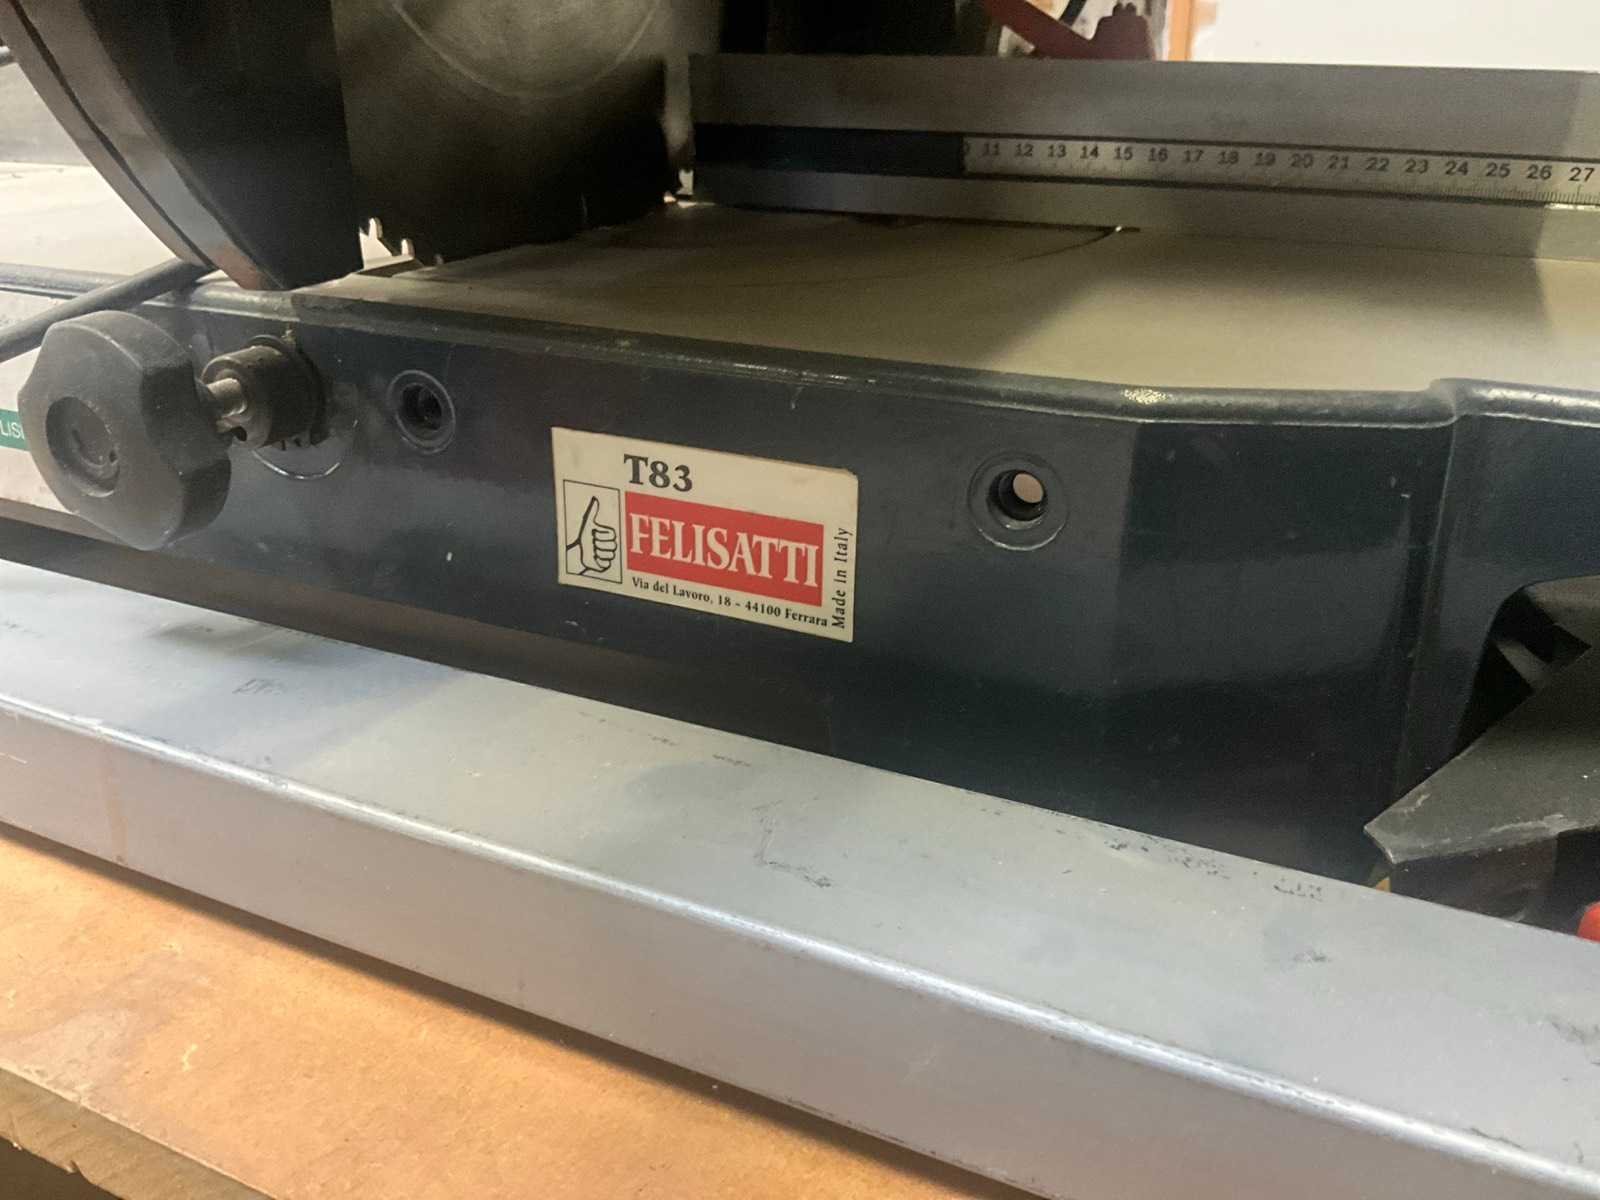 11 12 13 14 15 16 17 18 19 20 21 22 23 24 25 26 27
T83
FELISATTI
Via del Lavoro, 18 - 44100 Ferrara
Made in Italy